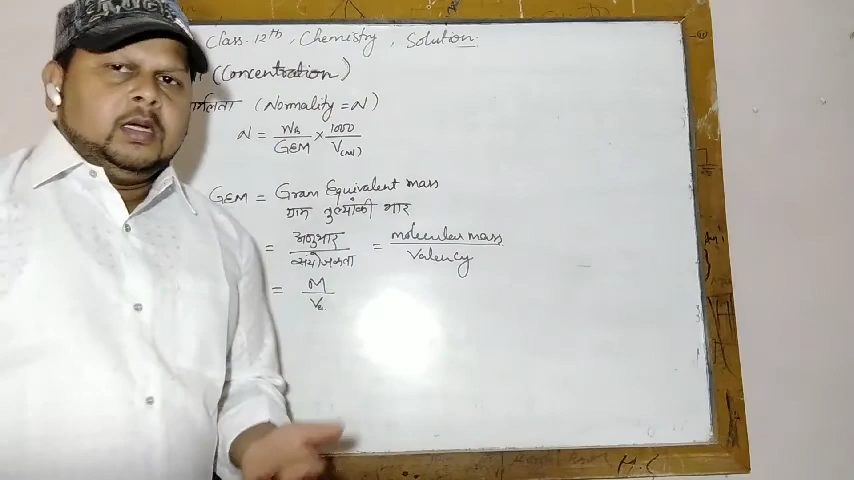 Class. 12th, Chemistry, Solution
(Concentration)
(Normality = N)
N = WB/GEM × 1000/V(ml)
GEM = Gram Equivalent mass
ग्राम तुल्यांकी भार
= अणुभार/संयोजकता = molecular mass/Valency
= M/Ve
H.C